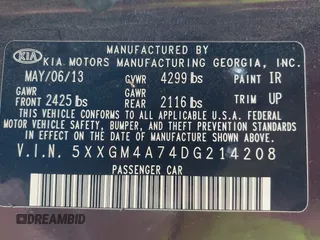 MANUFACTURED BY
KIA KIA MOTORS MANUFACTURING GEORGIA, INC.
MAY/06/13 GVWR 4299 lbs PAINT IR
GAWR FRONT 2425 lbs GAWR REAR 2116 lbs TRIM UP
THIS VEHICLE CONFORMS TO ALL APPLICABLE
U.S.A. FEDERAL MOTOR VEHICLE SAFETY, BUMPER,
AND THEFT PREVENTION STANDARDS IN EFFECT ON
THE DATE OF MANUFACTURE SHOWN ABOVE.
V.I.N. 5XXGM4A74DG214208
PASSENGER CAR
DREAMBID